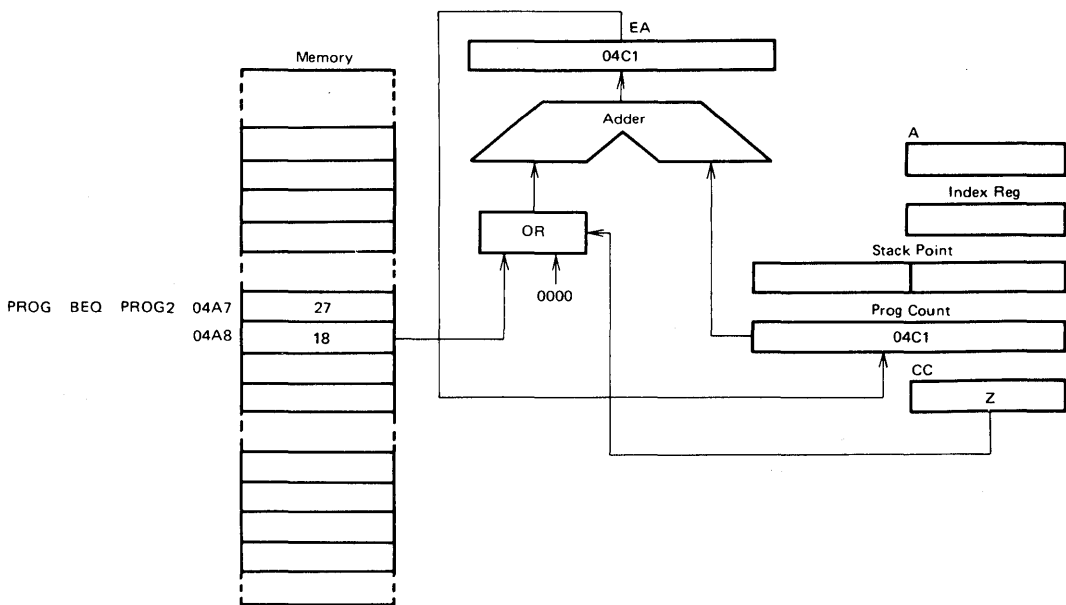 EA
04C1
Memory
Adder
A
Index Reg
OR
Stack Point
0000
PROG BEQ PROG2 04A7 27
Prog Count
04A8 18
04C1
CC
Z